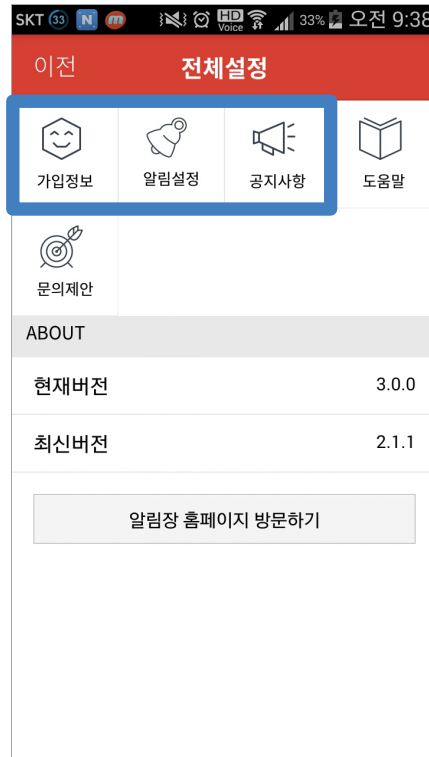 SKT 33 N m HD Voice 33% 오전 9:38
이전 전체설정
가입정보 알림설정 공지사항 도움말
문의제안
ABOUT
현재버전 3.0.0
최신버전 2.1.1
알림장 홈페이지 방문하기